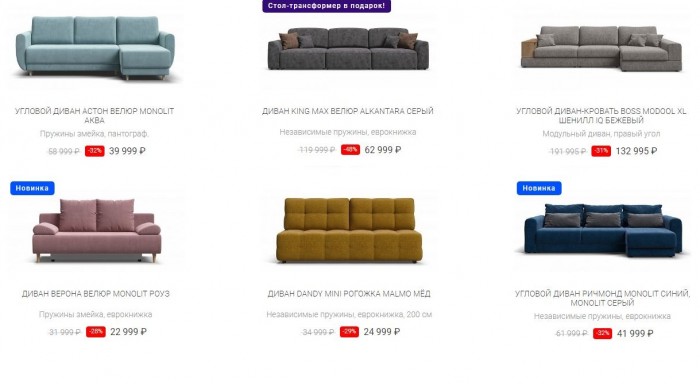 Стол-трансформер в подарок!
УГЛОВОЙ ДИВАН АСТОН ВЕЛЮР MONOLIT
АКВА
Пружины змейка, пантограф.
58 999 ₽ -32% 39 999 ₽
ДИВАН KING MAX ВЕЛЮР ALKANTARA СЕРЫЙ
Независимые пружины, еврокнижка
119 999 ₽ -48% 62 999 ₽
УГЛОВОЙ ДИВАН-КРОВАТЬ BOSS MODOOL XL
ШЕНИЛЛ IQ БЕЖЕВЫЙ
Модульный диван, правый угол
191 995 ₽ -31% 132 995 ₽
Новинка
ДИВАН ВЕРОНА ВЕЛЮР MONOLIT РОУЗ
Пружины змейка, еврокнижка
31 999 ₽ -28% 22 999 ₽
ДИВАН DANDY MINI РОГОЖКА MALMO МЁД
Независимые пружины, еврокнижка, 200 см
34 999 ₽ -29% 24 999 ₽
Новинка
УГЛОВОЙ ДИВАН РИЧМОНД MONOLIT СИНИЙ,
MONOLIT СЕРЫЙ
Независимые пружины, еврокнижка
61 999 ₽ -32% 41 999 ₽